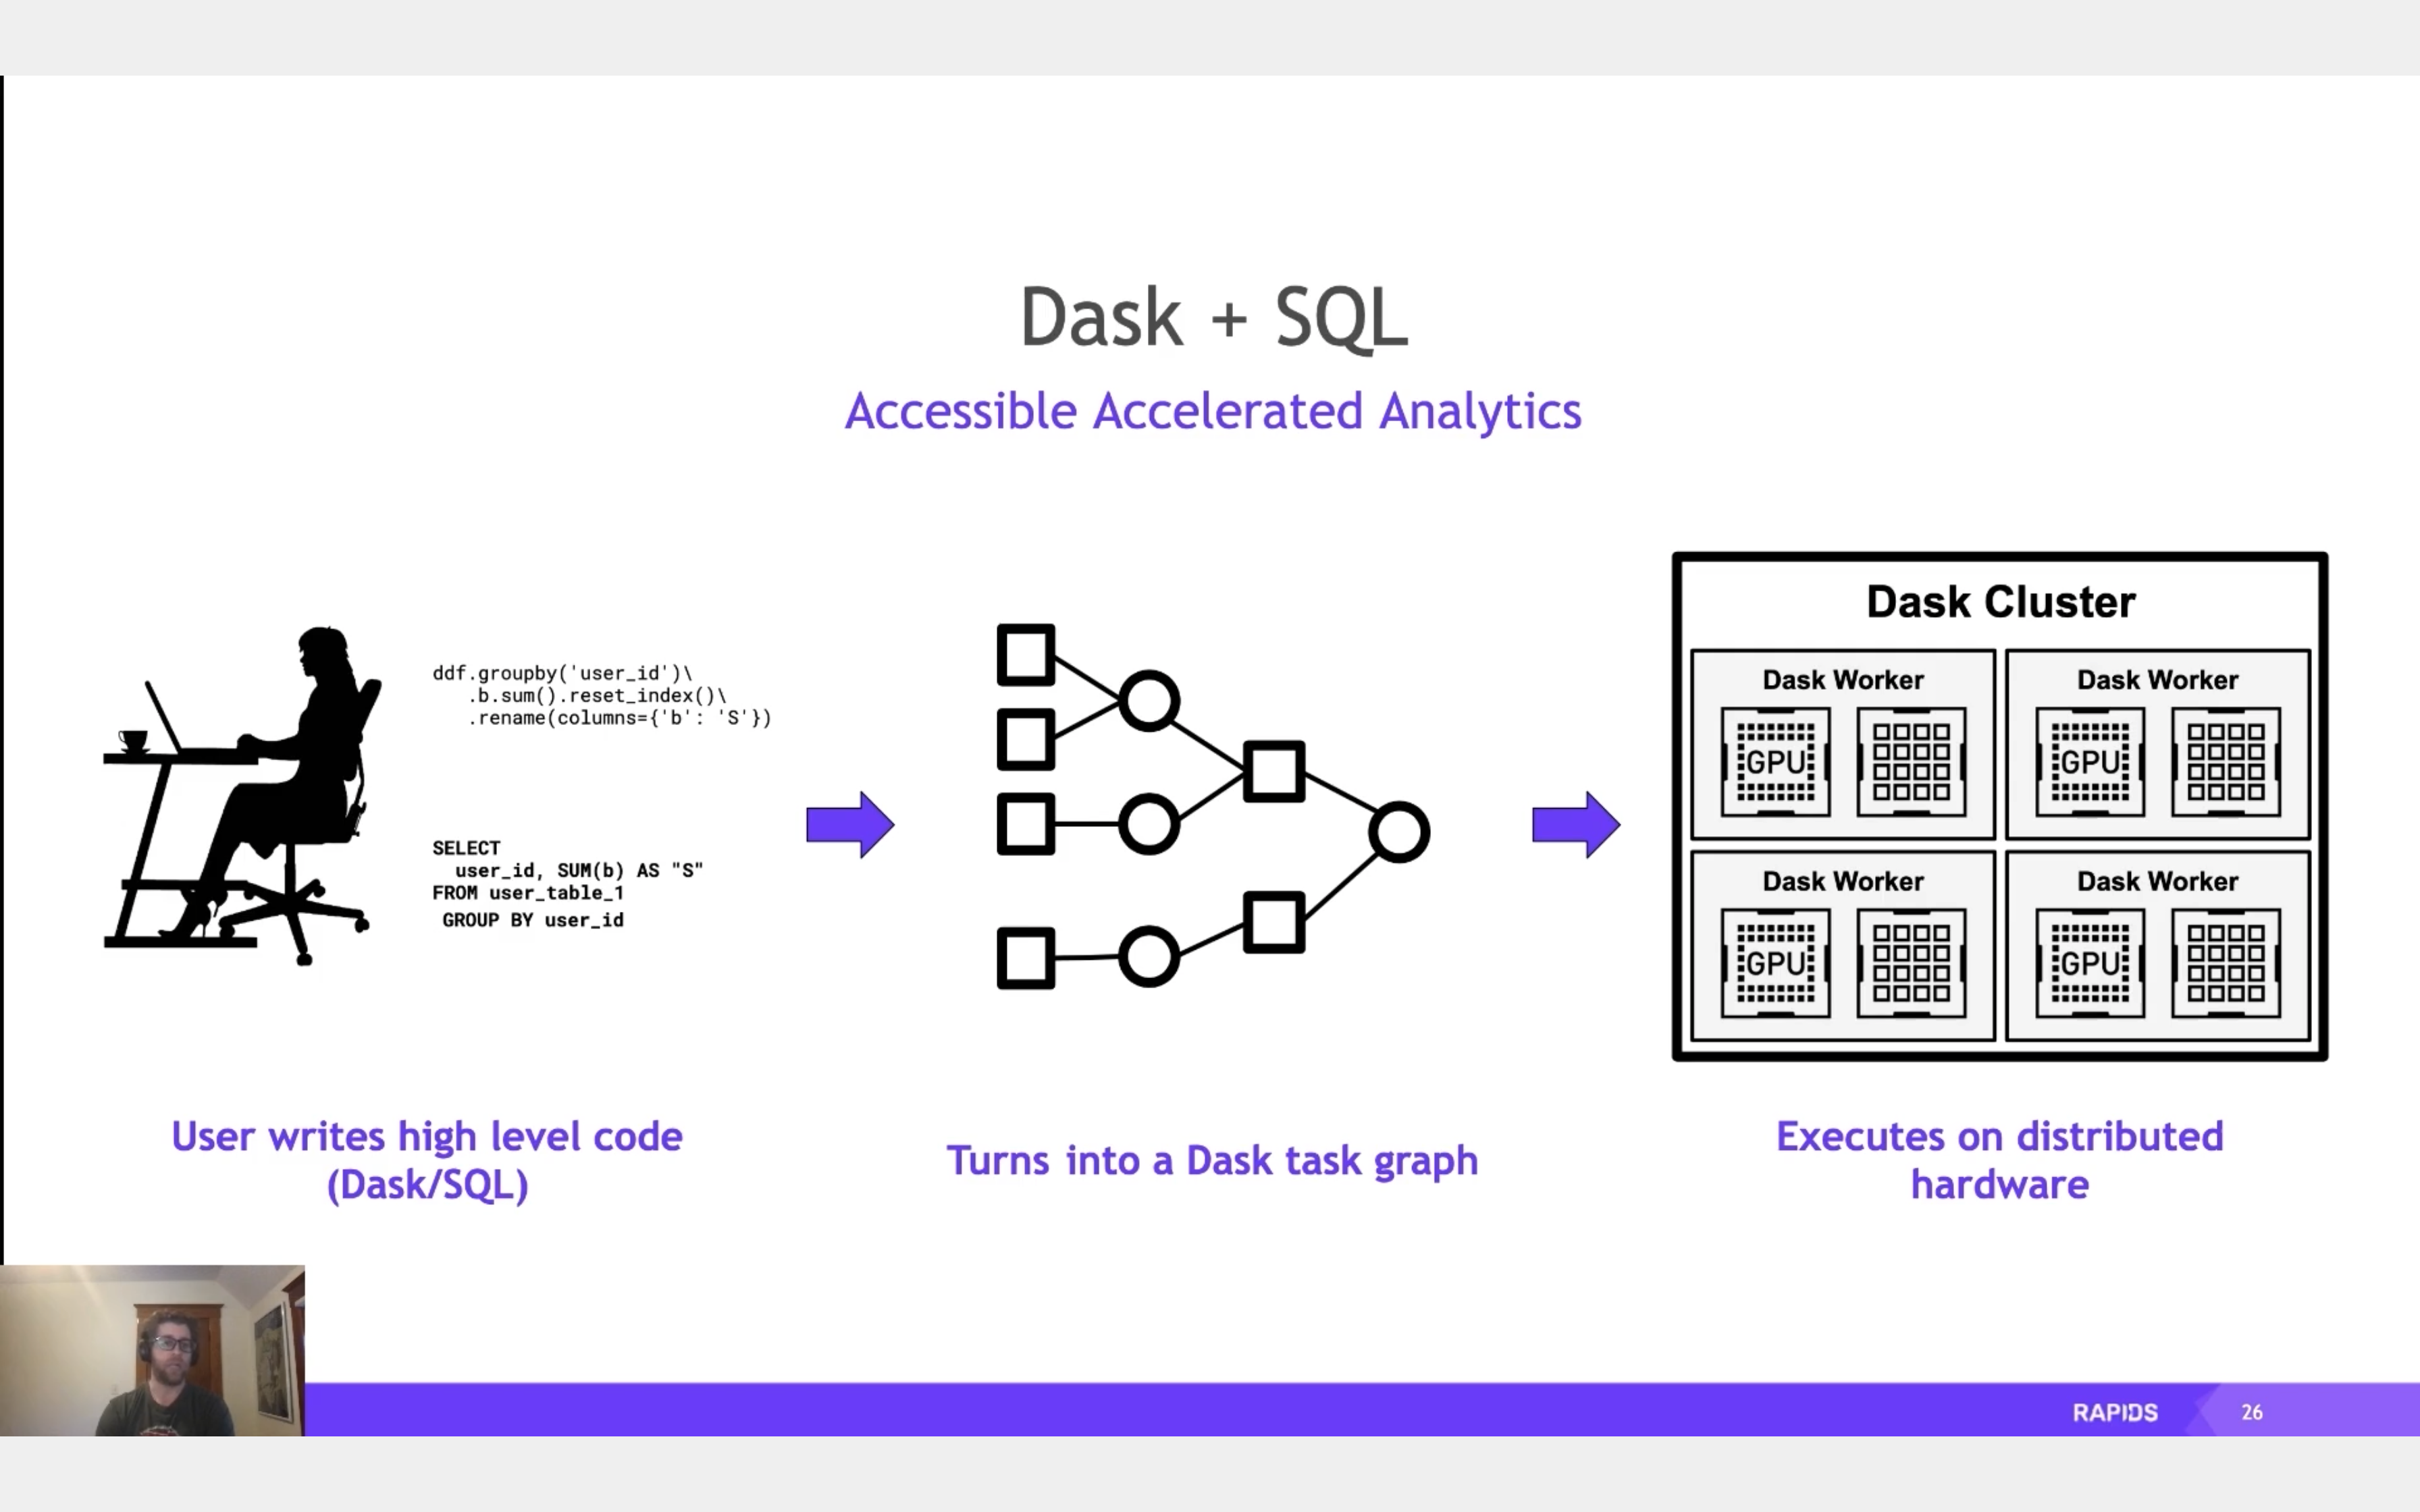 Dask + SQL
Accessible Accelerated Analytics
ddf.groupby('user_id')\
.b.sum().reset_index()\
.rename(columns={'b': 'S'})
SELECT
user_id, SUM(b) AS "S"
FROM user_table_1
GROUP BY user_id
User writes high level code
(Dask/SQL)
Turns into a Dask task graph
Dask Cluster
Dask Worker
GPU
Dask Worker
GPU
Dask Worker
GPU
Dask Worker
GPU
Executes on distributed
hardware
RAPIDS
26